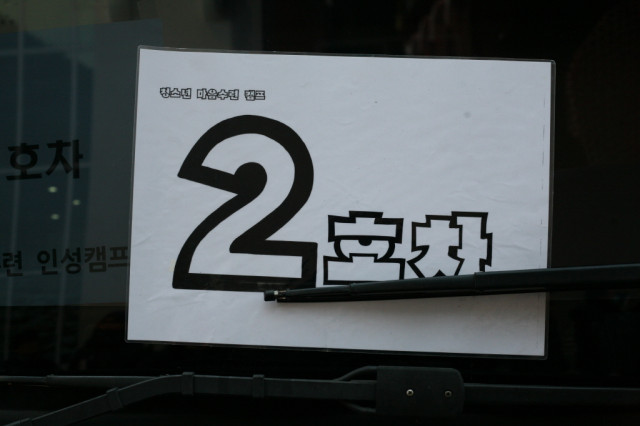 청소년 마음수련 캠프
2호차
호차
련 인성캠프